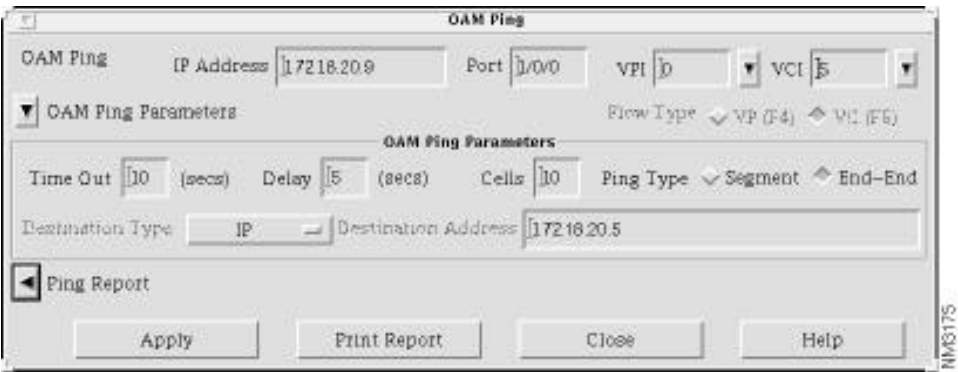 OAM Ping
OAM Ping IP Address 172.18.20.9 Port 1/0/0 VPI 0 VCI 5
OAM Ping Parameters Flow Type VP (F4) VC (F5)
OAM Ping Parameters
Time Out 10 (secs) Delay 5 (secs) Cells 10 Ping Type Segment End-End
Destination Type IP Destination Address 172.18.20.5
Ping Report
Apply Print Report Close Help
NM3175